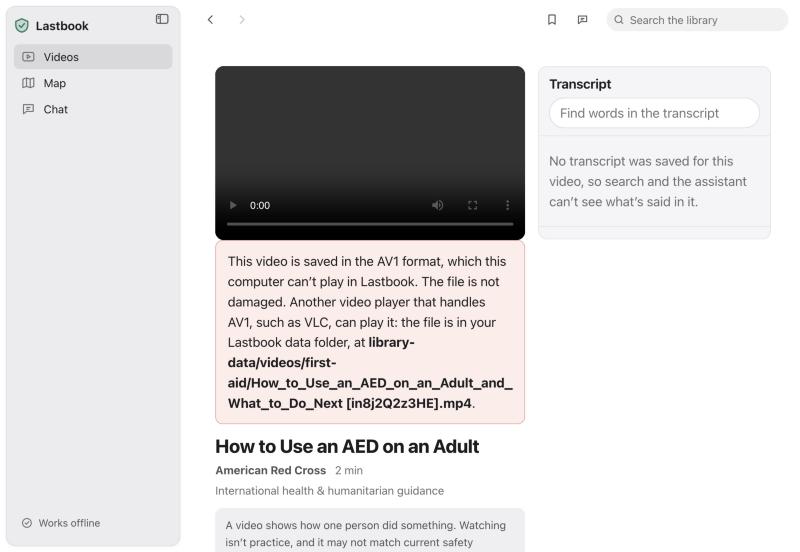 Lastbook
Videos
Map
Chat
Works offline
Search the library
0:00
This video is saved in the AV1 format, which this
computer can’t play in Lastbook. The file is not
damaged. Another video player that handles
AV1, such as VLC, can play it: the file is in your
Lastbook data folder, at library-
data/videos/first-
aid/How_to_Use_an_AED_on_an_Adult_and_
What_to_Do_Next [in8j2Q2z3HE].mp4.
How to Use an AED on an Adult
American Red Cross 2 min
International health & humanitarian guidance
A video shows how one person did something. Watching
isn’t practice, and it may not match current safety
Transcript
Find words in the transcript
No transcript was saved for this
video, so search and the assistant
can’t see what’s said in it.